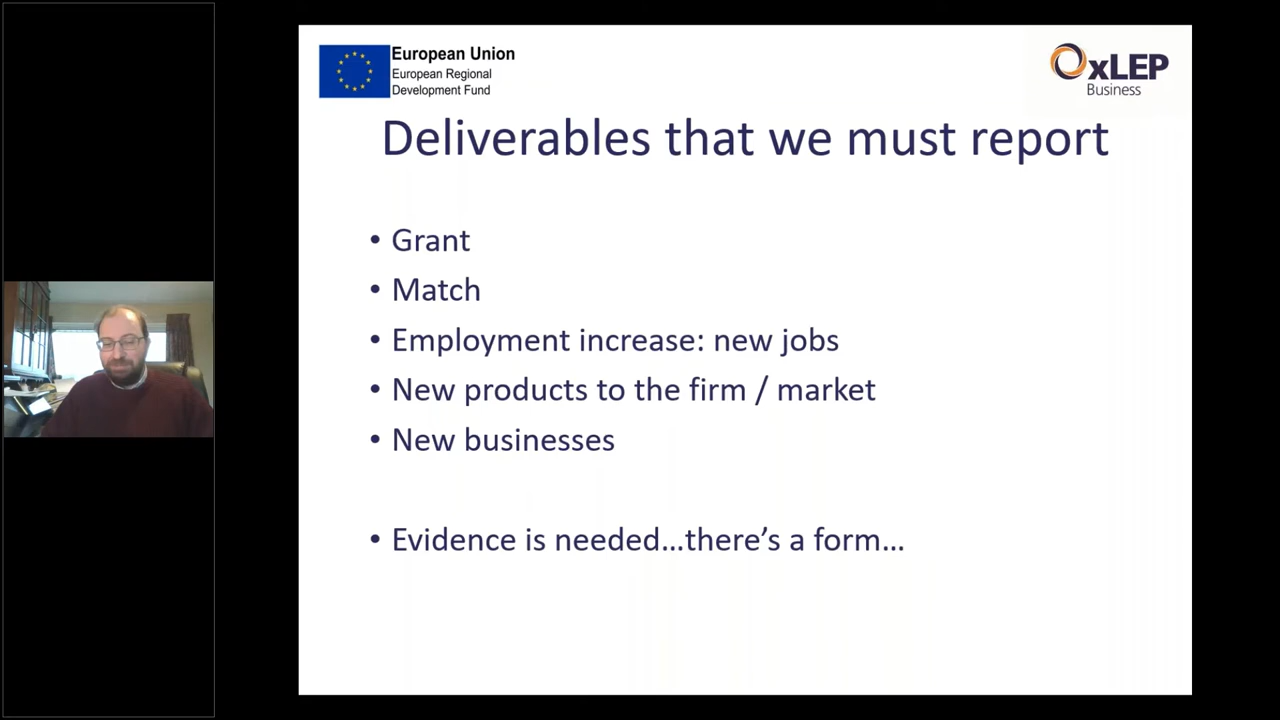 European Union
European Regional
Development Fund
OxLEP
Business
Deliverables that we must report
• Grant
• Match
• Employment increase: new jobs
• New products to the firm / market
• New businesses
• Evidence is needed…there’s a form…